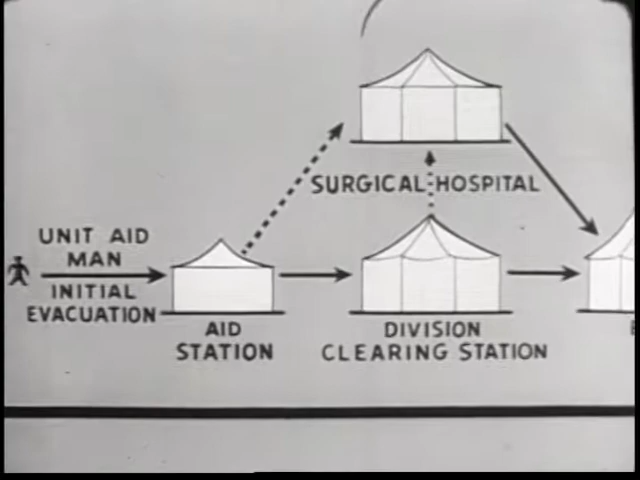 SURGICAL HOSPITAL
UNIT AID
MAN
INITIAL
EVACUATION
AID
STATION
DIVISION
CLEARING STATION